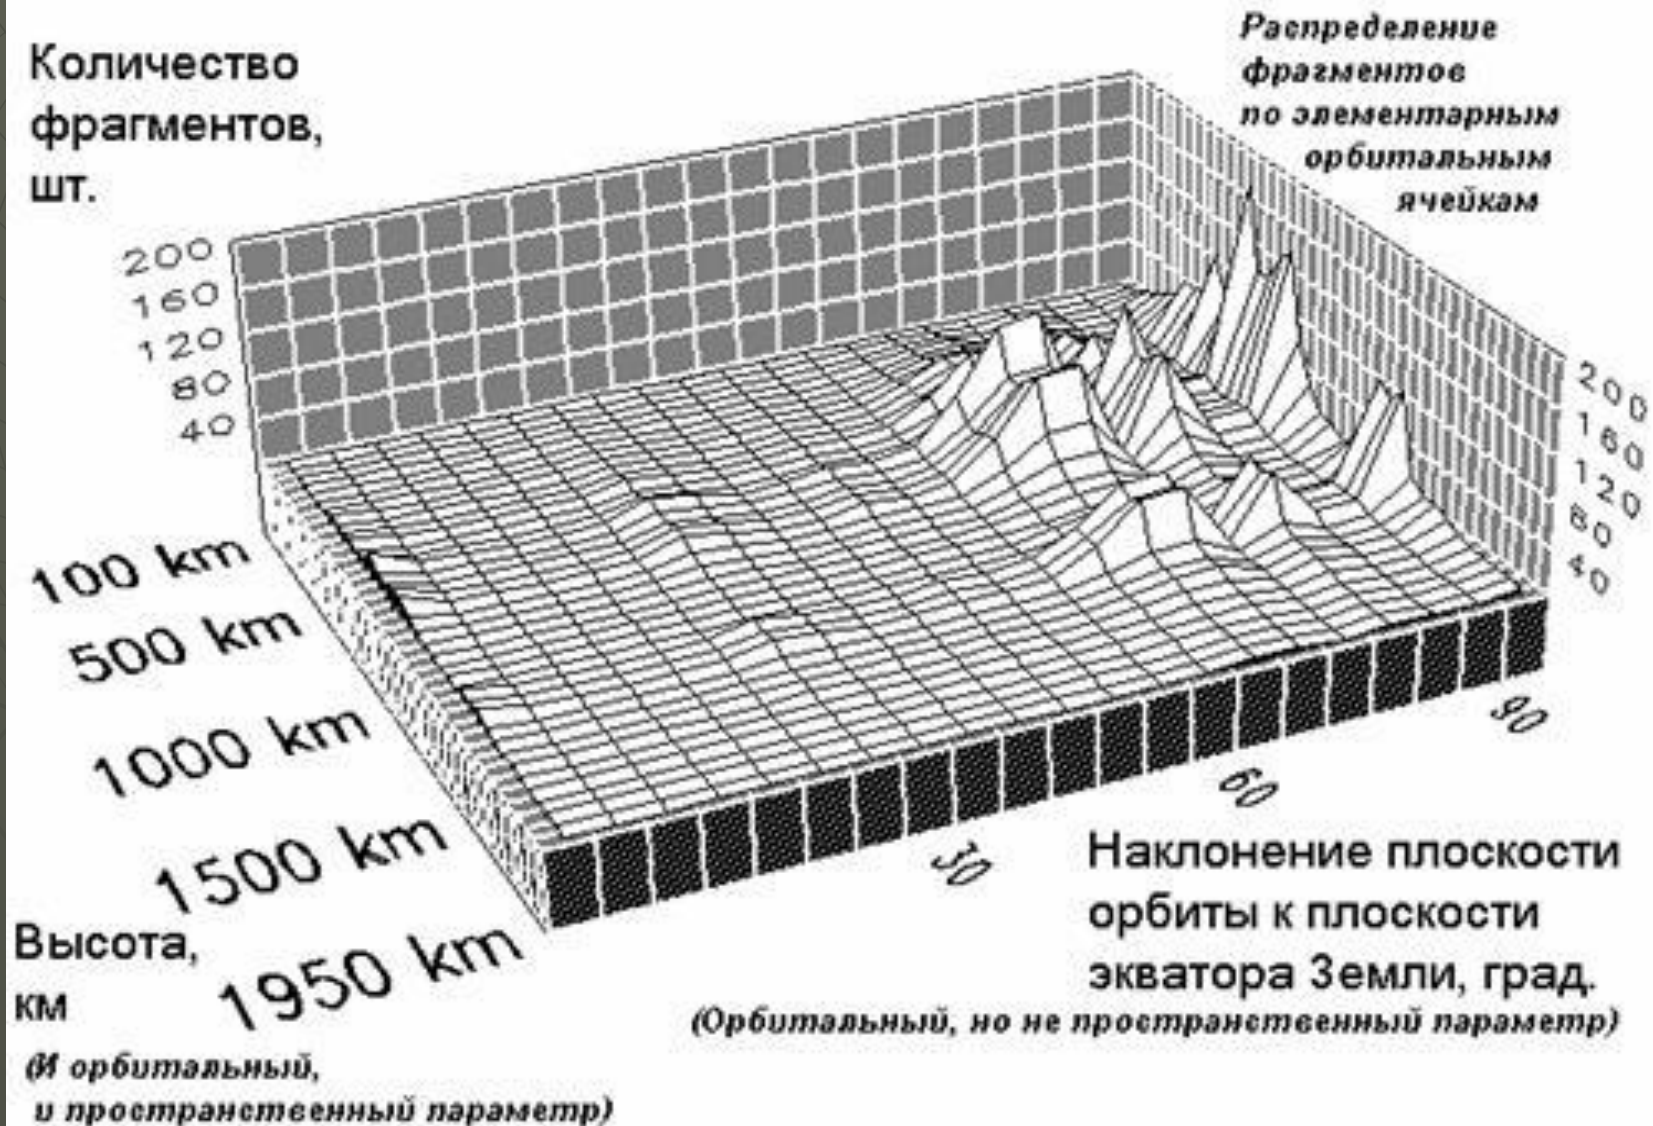 Количество
фрагментов,
шт.
Распределение
фрагментов
по элементарным
орбитальным
ячейкам
200
160
120
80
40
200
160
120
80
40
100 km
500 km
1000 km
1500 km
1950 km
30
60
90
Высота,
км
(И орбитальный,
и пространственный параметр)
Наклонение плоскости
орбиты к плоскости
экватора Земли, град.
(Орбитальный, но не пространственный параметр)